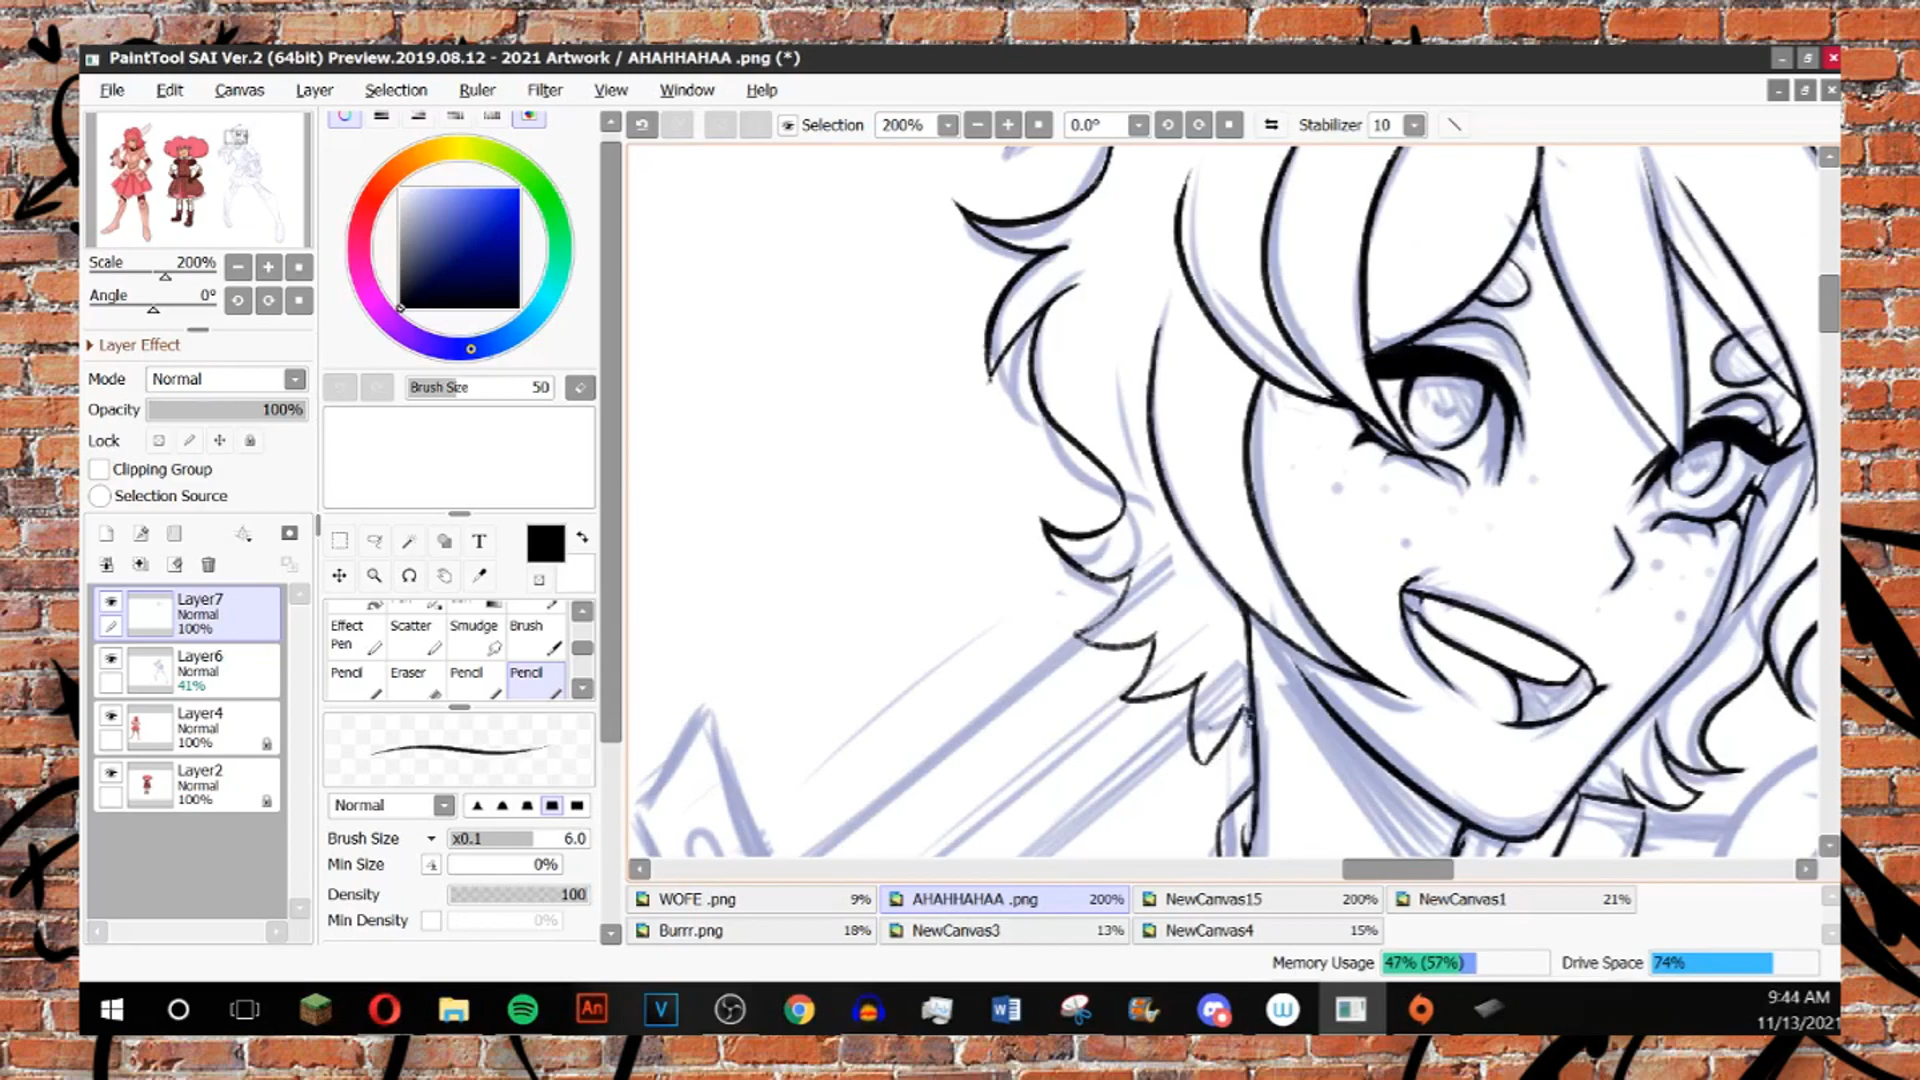 PaintTool SAI Ver.2 (64bit) Preview.2019.08.12 - 2021 Artwork / AHAHHAHAA .png (*)
File Edit Canvas Layer Selection Ruler Filter View Window Help
Selection 200% 0.0° Stabilizer 10
Scale 200%
Angle 0°
Layer Effect
Mode Normal
Opacity 100%
Lock
Clipping Group
Selection Source
Layer7
Normal
100%
Layer6
Normal
41%
Layer4
Normal
100%
Layer2
Normal
100%
Brush Size 50
T
Effect Pen Scatter Smudge Brush
Pencil Eraser Pencil Pencil
Normal
Brush Size x0.1 6.0
Min Size 0%
Density 100
Min Density 0%
WOFE .png 9% AHAHHAHAA .png 200% NewCanvas15 200% NewCanvas1 21%
Burrr.png 18% NewCanvas3 13% NewCanvas4 15%
Memory Usage 47% (57%) Drive Space 74%
An V W W
9:44 AM
11/13/2021